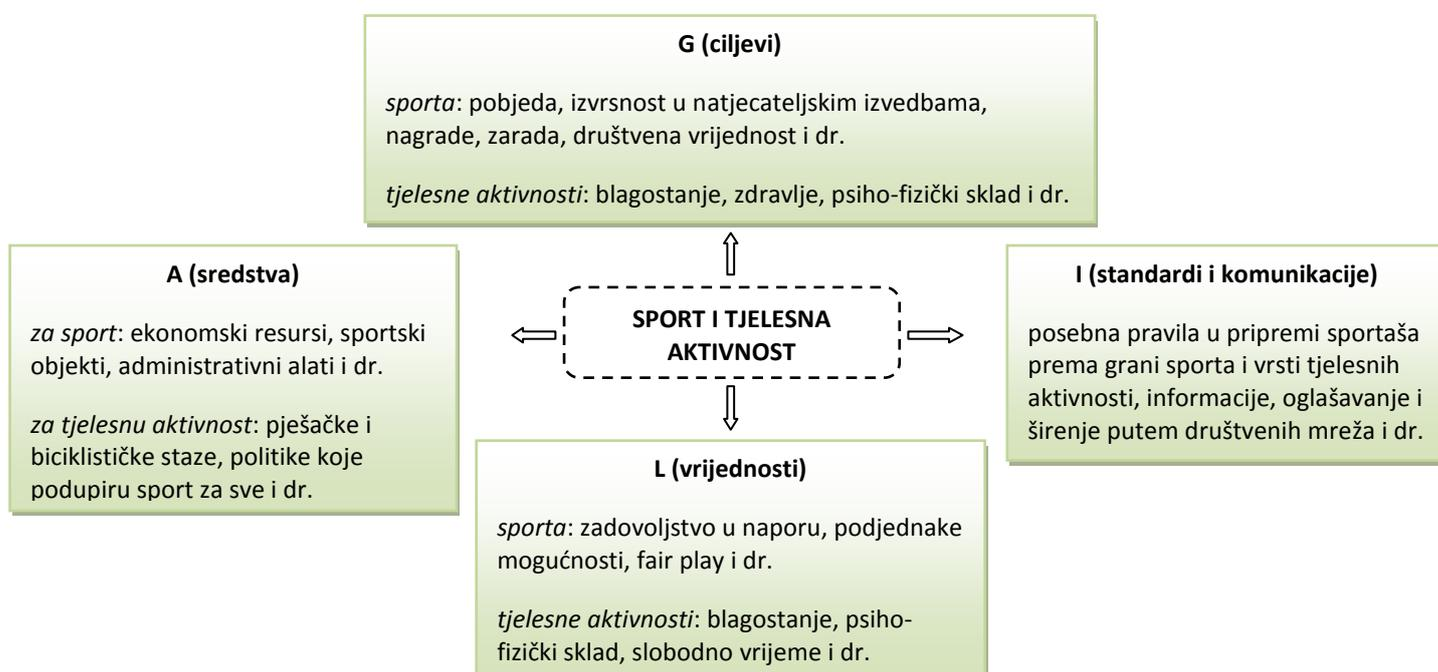 G (ciljevi)
sporta: pobjeda, izvrsnost u natjecateljskim izvedbama,
nagrade, zarada, društvena vrijednost i dr.
tjelesne aktivnosti: blagostanje, zdravlje, psiho-fizički sklad i dr.
A (sredstva)
za sport: ekonomski resursi, sportski
objekti, administrativni alati i dr.
za tjelesnu aktivnost: pješačke i
biciklističke staze, politike koje
podupiru sport za sve i dr.
SPORT I TJELESNA
AKTIVNOST
I (standardi i komunikacije)
posebna pravila u pripremi sportaša
prema grani sporta i vrsti tjelesnih
aktivnosti, informacije, oglašavanje i
širenje putem društvenih mreža i dr.
L (vrijednosti)
sporta: zadovoljstvo u naporu, podjednake
mogućnosti, fair play i dr.
tjelesne aktivnosti: blagostanje, psiho-
fizički sklad, slobodno vrijeme i dr.